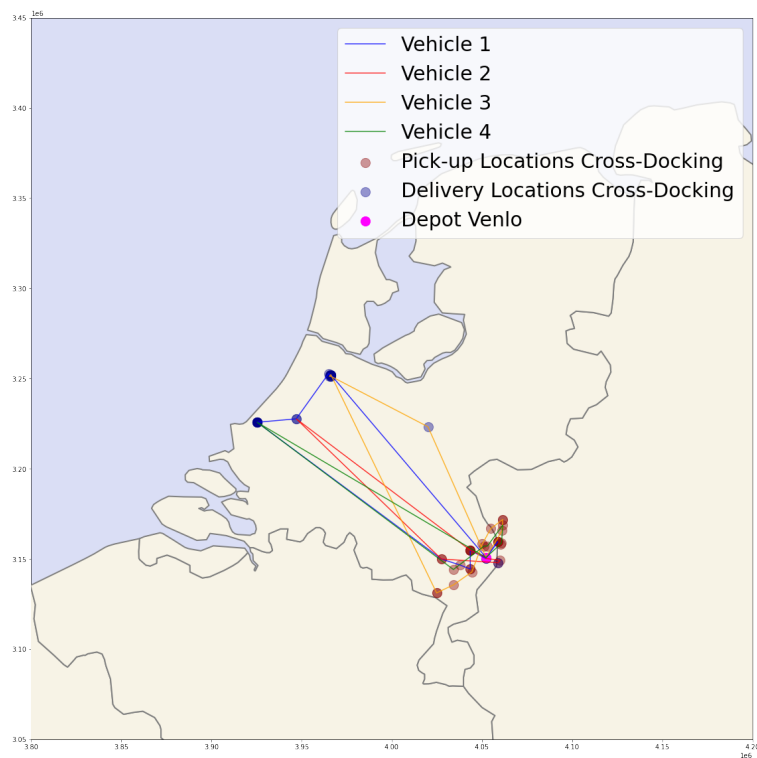 1e6
3.45
Vehicle 1
Vehicle 2
Vehicle 3
Vehicle 4
Pick-up Locations Cross-Docking
Delivery Locations Cross-Docking
Depot Venlo
3.40
3.35
3.30
3.25
3.20
3.15
3.10
3.05
3.80 3.85 3.90 3.95 4.00 4.05 4.10 4.15 4.20
1e6